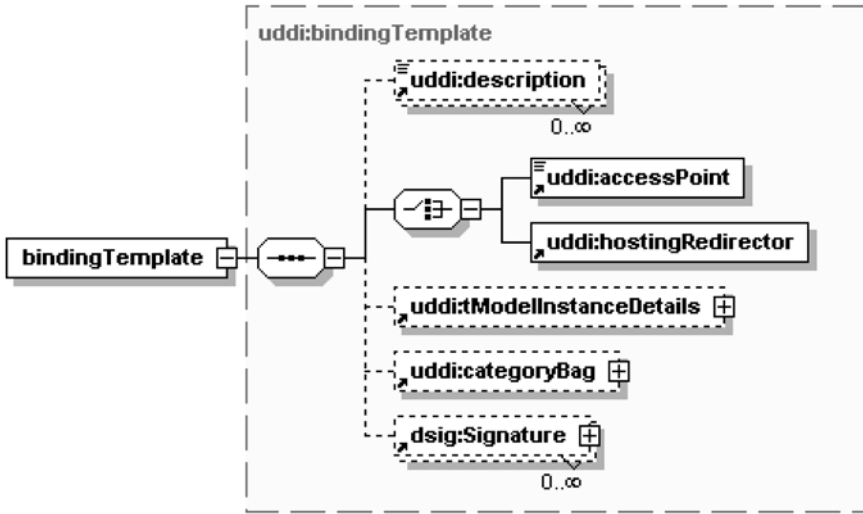 uddi:bindingTemplate
uddi:description
0..∞
uddi:accessPoint
uddi:hostingRedirector
bindingTemplate
uddi:tModelInstanceDetails
uddi:categoryBag
dsig:Signature
0..∞